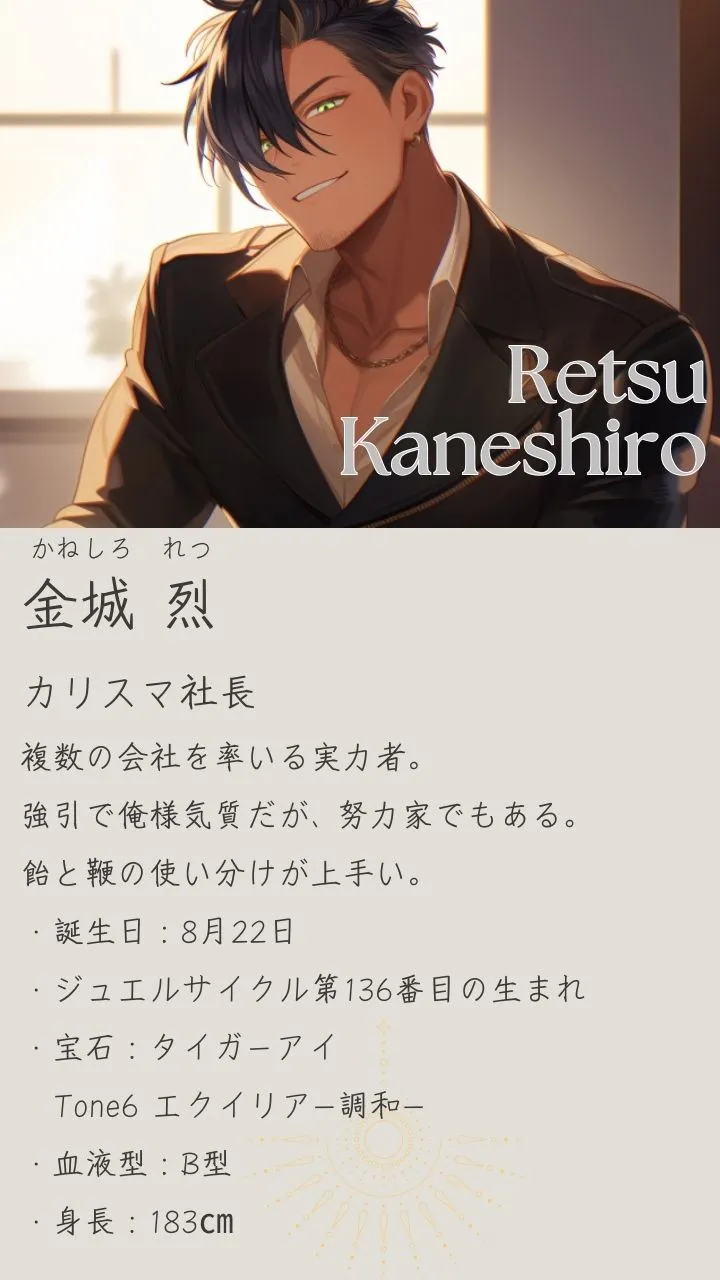 Retsu
Kaneshiro
かねしろ れつ
金城 烈
カリスマ社長
複数の会社を率いる実力者。
強引で俺様気質だが、努力家でもある。
飴と鞭の使い分けが上手い。
・誕生日：8月22日
・ジュエルサイクル第136番目の生まれ
・宝石：タイガーアイ
Tone6 エクイリアー調和ー
・血液型：B型
・身長：183cm